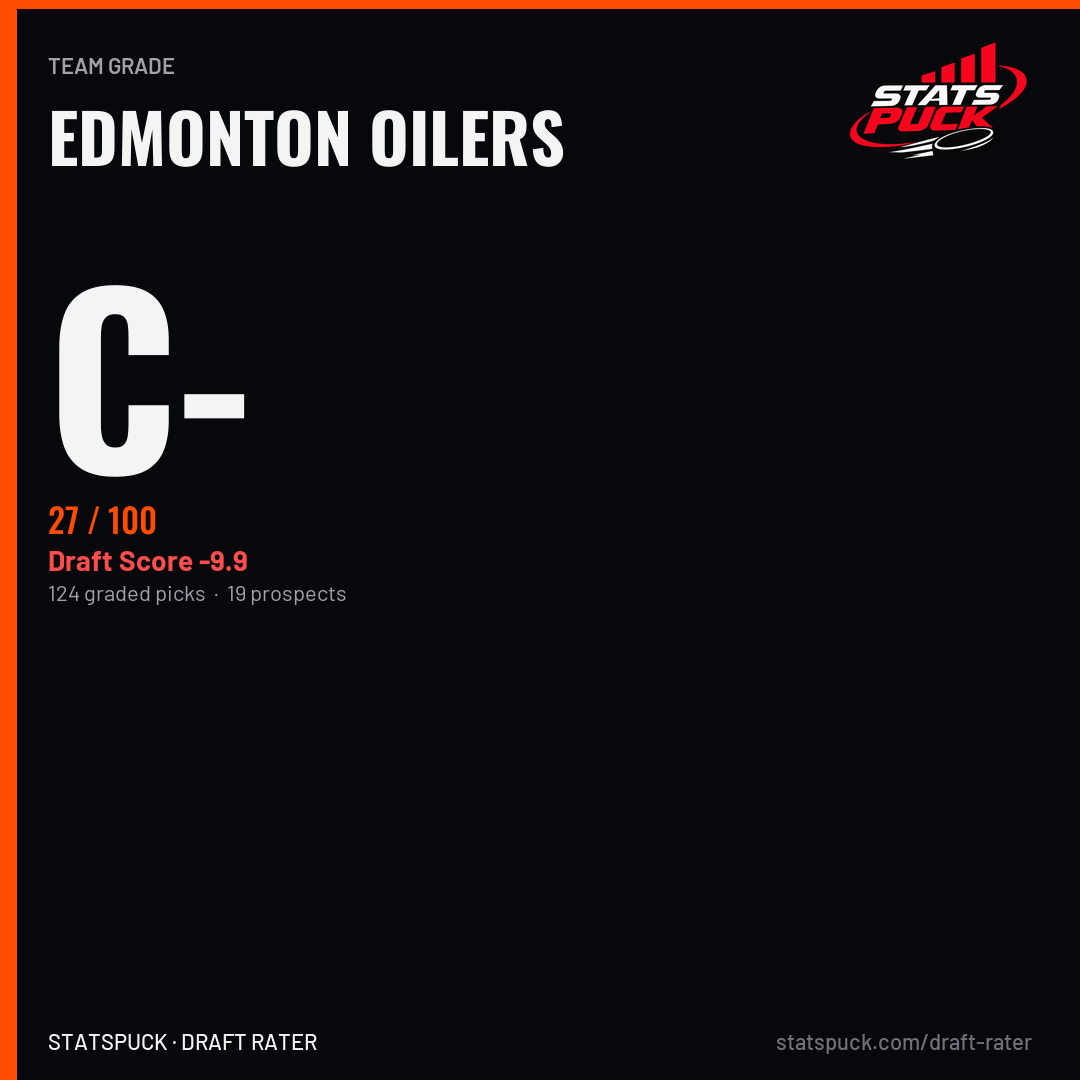 TEAM GRADE
EDMONTON OILERS
STATS
PUCK
C-
27 / 100
Draft Score -9.9
124 graded picks · 19 prospects
STATSPUCK · DRAFT RATER
statspuck.com/draft-rater